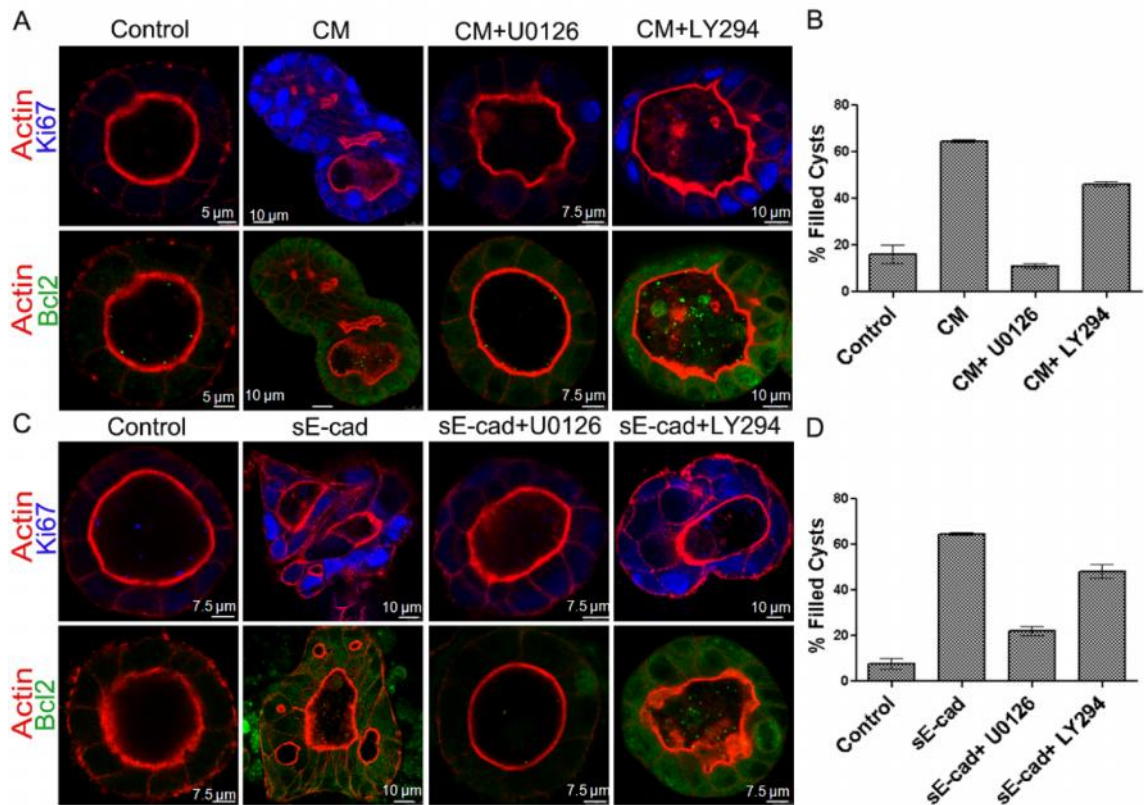 A
Control
CM
CM+U0126
CM+LY294
Actin
Ki67
5 µm
10 µm
7.5 µm
10 µm
Actin
Bcl2
5 µm
10 µm
7.5 µm
10 µm
B
% Filled Cysts
80
60
40
20
0
Control
CM
CM+ U0126
CM+ LY294
C
Control
sE-cad
sE-cad+U0126
sE-cad+LY294
Actin
Ki67
7.5 µm
10 µm
7.5 µm
10 µm
Actin
Bcl2
7.5 µm
10 µm
7.5 µm
10 µm
D
% Filled Cysts
80
60
40
20
0
Control
sE-cad
sE-cad+ U0126
sE-cad+ LY294